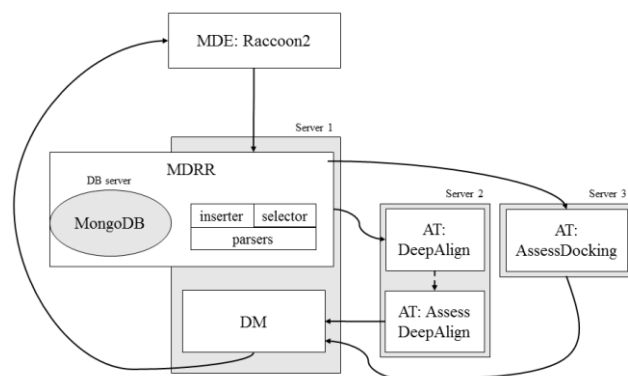 MDE: Raccoon2
Server 1
MDRR
DB server
MongoDB
inserter
selector
parsers
Server 2
AT:
DeepAlign
AT: Assess
DeepAlign
Server 3
AT:
AssessDocking
DM